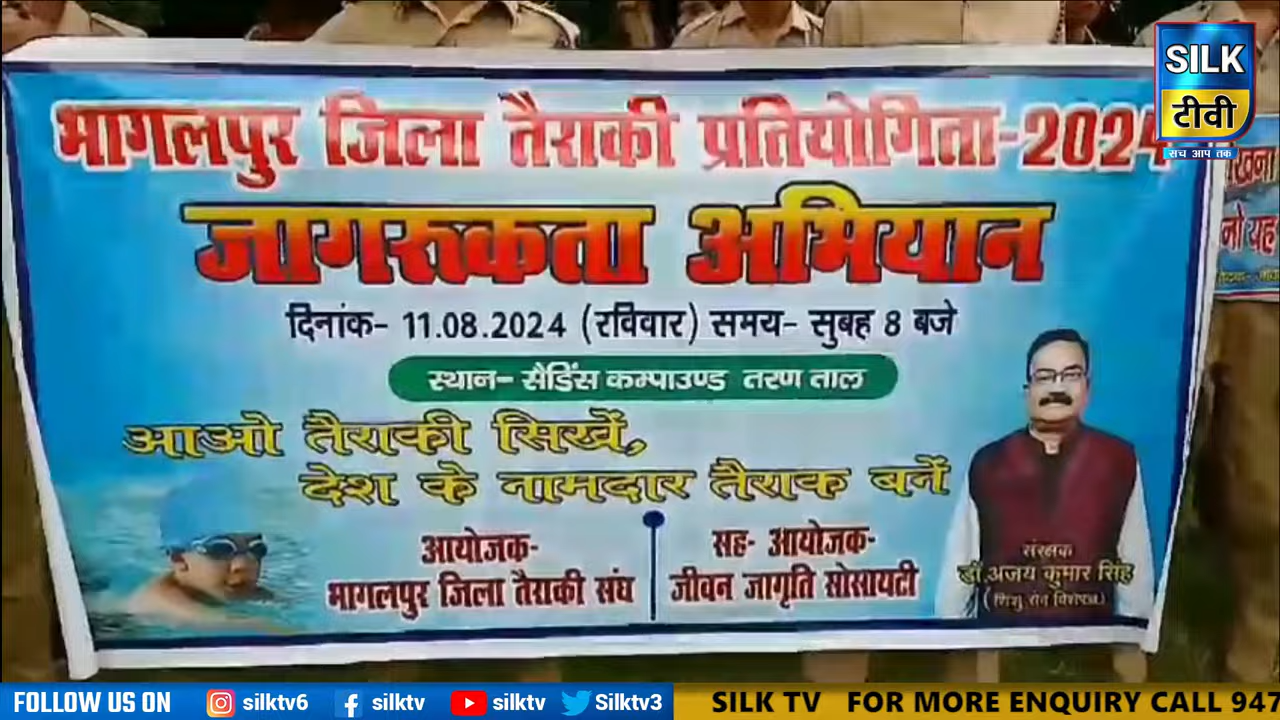 भागलपुर जिला तैराकी प्रतियोगिता-2024
जागरुकता अभियान
दिनांक- 11.08.2024 (रविवार) समय- सुबह 8 बजे
स्थान- सैडिंस कम्पाउण्ड तरण ताल
आओ तैराकी सिखें,
देश के नामदार तैराक बनें
आयोजक-
भागलपुर जिला तैराकी संघ
सह- आयोजक-
जीवन जागृति सोसायटी
संरक्षक
डॉ.अजय कुमार सिंह
(शिशु रोग विशेषज्ञ)
SILK
टीवी
सच आप तक
नो यह
FOLLOW US ON silktv6 silktv silktv Silktv3 SILK TV FOR MORE ENQUIRY CALL 947